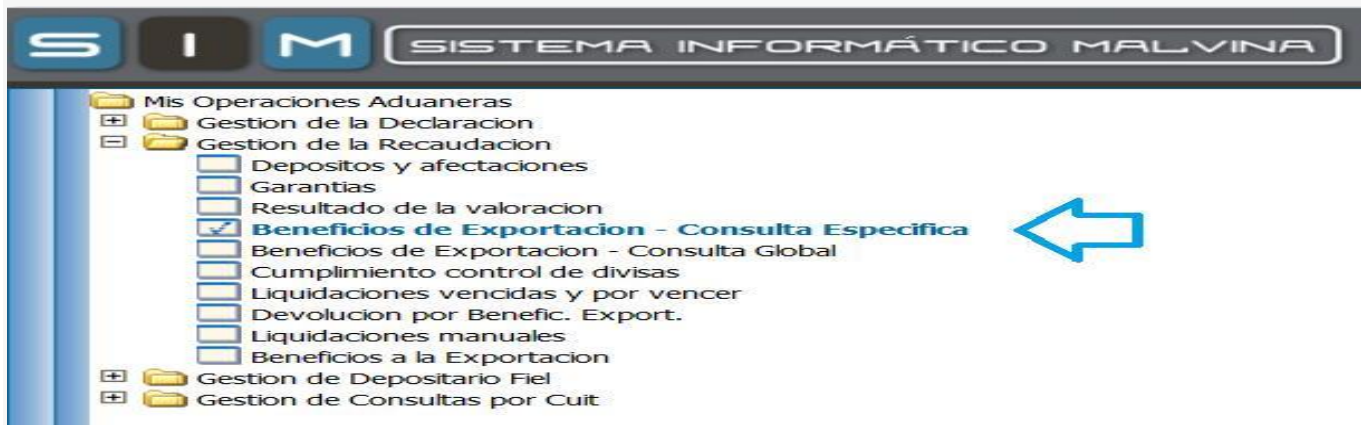 SIM SISTEMA INFORMÁTICO MALVINA
Mis Operaciones Aduaneras
Gestion de la Declaracion
Gestion de la Recaudacion
Depositos y afectaciones
Garantias
Resultado de la valoracion
Beneficios de Exportacion - Consulta Especifica
Beneficios de Exportacion - Consulta Global
Cumplimiento control de divisas
Liquidaciones vencidas y por vencer
Devolucion por Benefic. Export.
Liquidaciones manuales
Beneficios a la Exportacion
Gestion de Depositario Fiel
Gestion de Consultas por Cuit